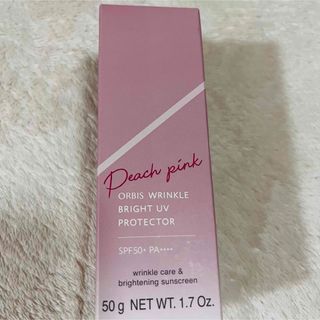 Peach pink
ORBIS WRINKLE
BRIGHT UV
PROTECTOR
SPF50+ PA++++
wrinkle care &
brightening sunscreen
50 g NET WT. 1.7 Oz.